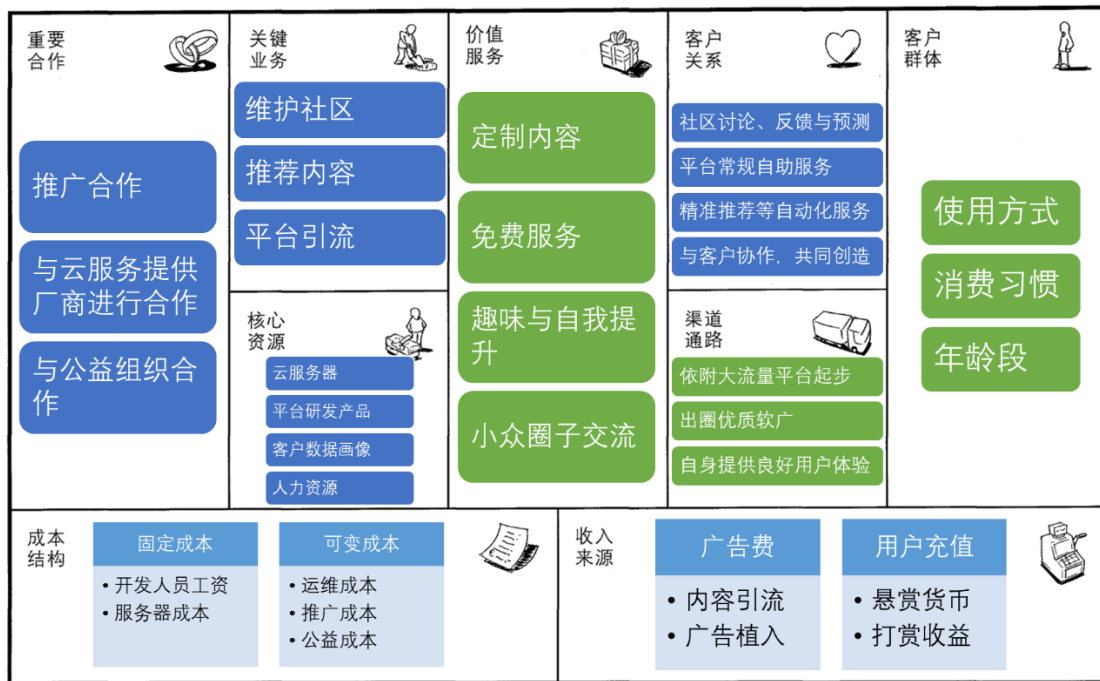 重要
合作
推广合作
与云服务提供
厂商进行合作
与公益组织合
作
关键
业务
维护社区
推荐内容
平台引流
核心
资源
云服务器
平台研发产品
客户数据画像
人力资源
价值
服务
定制内容
免费服务
趣味与自我提
升
小众圈子交流
客户
关系
社区讨论、反馈与预测
平台常规自助服务
精准推荐等自动化服务
与客户协作，共同创造
渠道
通路
依附大流量平台起步
出圈优质软广
自身提供良好用户体验
客户
群体
使用方式
消费习惯
年龄段
成本
结构
固定成本
• 开发人员工资
• 服务器成本
可变成本
• 运维成本
• 推广成本
• 公益成本
收入
来源
广告费
• 内容引流
• 广告植入
用户充值
• 悬赏货币
• 打赏收益